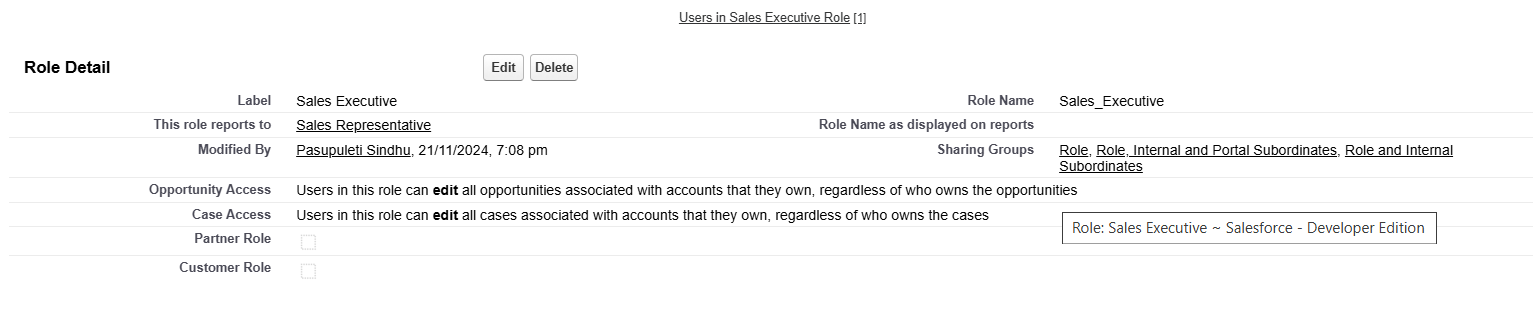 Users in Sales Executive Role [1]
Role Detail Edit Delete
Label Sales Executive Role Name Sales_Executive
This role reports to Sales Representative Role Name as displayed on reports
Modified By Pasupuleti Sindhu, 21/11/2024, 7:08 pm Sharing Groups Role, Role, Internal and Portal Subordinates, Role and Internal
Subordinates
Opportunity Access Users in this role can edit all opportunities associated with accounts that they own, regardless of who owns the opportunities
Case Access Users in this role can edit all cases associated with accounts that they own, regardless of who owns the cases
Role: Sales Executive ~ Salesforce - Developer Edition
Partner Role
Customer Role